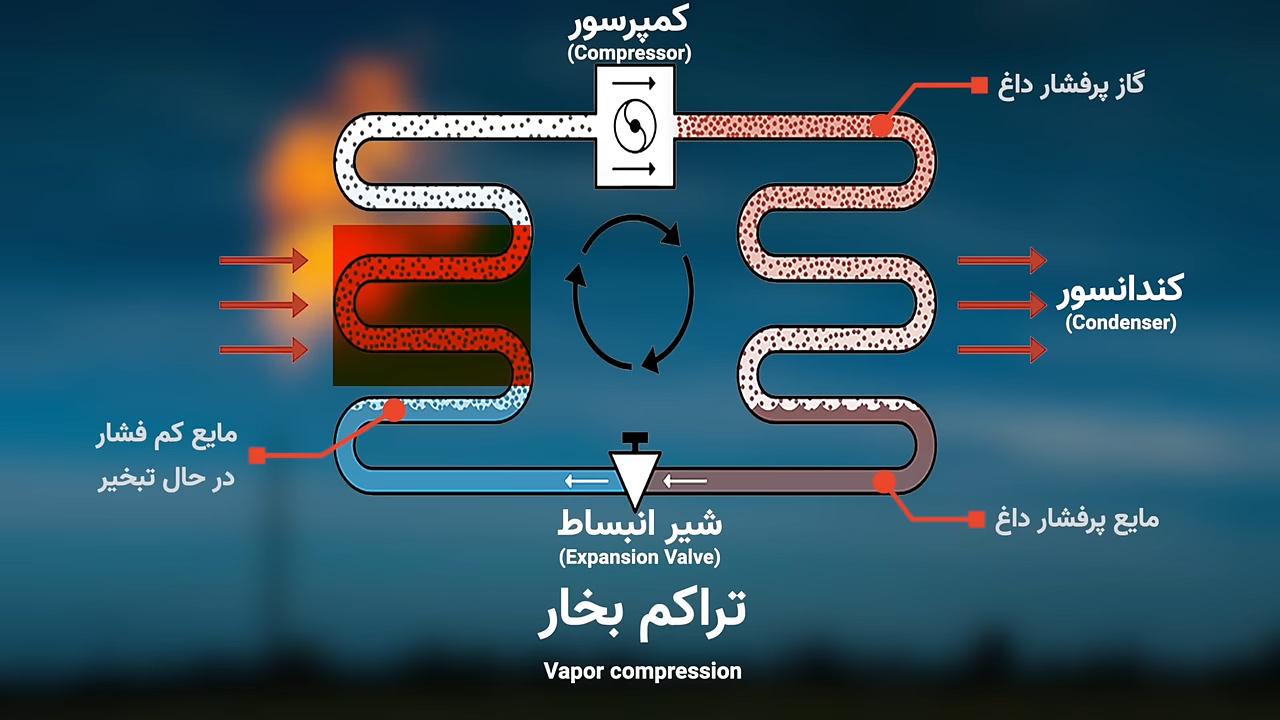 کمپرسور
(Compressor)
گاز پرفشار داغ
کندانسور
(Condenser)
مایع کم فشار
در حال تبخیر
مایع پرفشار داغ
شیر انبساط
(Expansion Valve)
تراکم بخار
Vapor compression